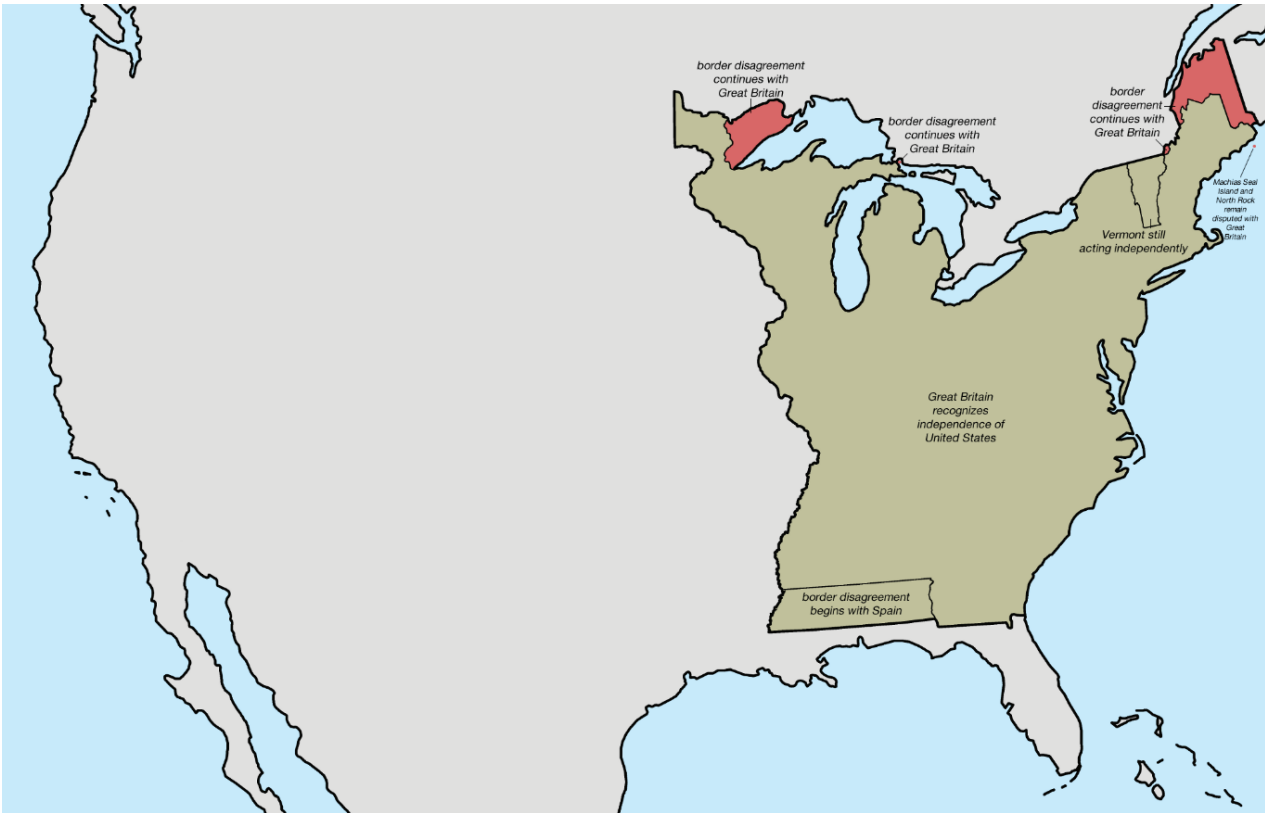 border disagreement
continues with
Great Britain
border disagreement
continues with
Great Britain
border
disagreement
continues with
Great Britain
Machias Seal
Island and
North Rock
remain
disputed with
Great
Britain
Vermont still
acting independently
Great Britain
recognizes
independence of
United States
border disagreement
begins with Spain